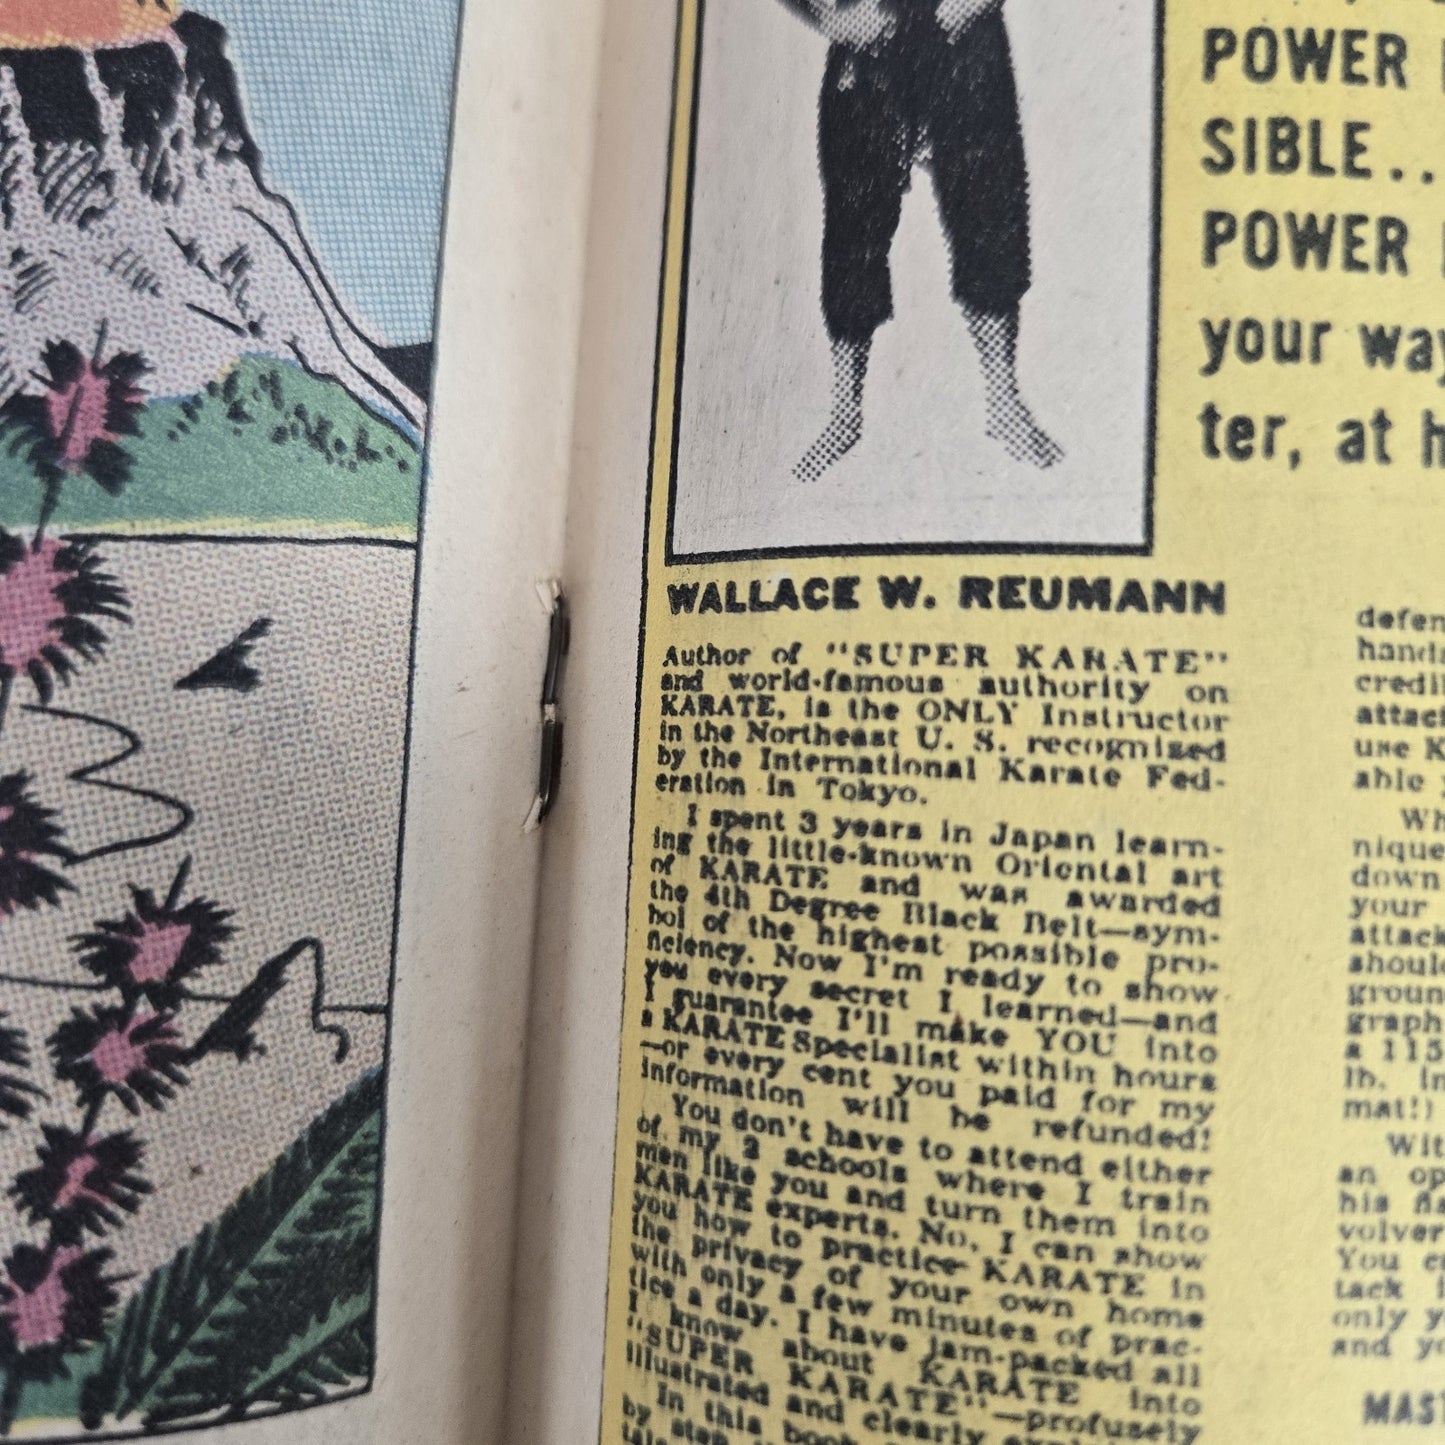 POWER
SIBLE..
POWER
your way
ter, at h
WALLACE W. REUMANN
Author of "SUPER KARATE"
and world-famous authority on
KARATE, is the ONLY Instructor
in the Northeast U. S. recognized
by the International Karate Fed-
eration in Tokyo.
I spent 3 years in Japan learn-
ing the little-known Oriental art
of KARATE and was awarded
the 4th Degree Black Belt—sym-
bol of the highest possible pro-
ficiency. Now I'm ready to show
you every secret I learned—and
I guarantee I'll make YOU into
a KARATE Specialist within hours
—or every cent you paid for my
information will be refunded!
You don't have to attend either
of my 2 schools where I train
men like you and turn them into
KARATE experts. No, I can show
you how to practice KARATE in
the privacy of your own home
with only a few minutes of prac-
tice a day. I have jam-packed all
I know about KARATE into
"SUPER KARATE"—profusely
illustrated and clearly
In this book
by step
defen
hands
credi
attac
use K
able
Wh
nique
down
your
attack
shoul
groun
graph
a 115
lb. in
mat!)
Wit
an op
his
volver
You
tack
only y
and yo
MAST